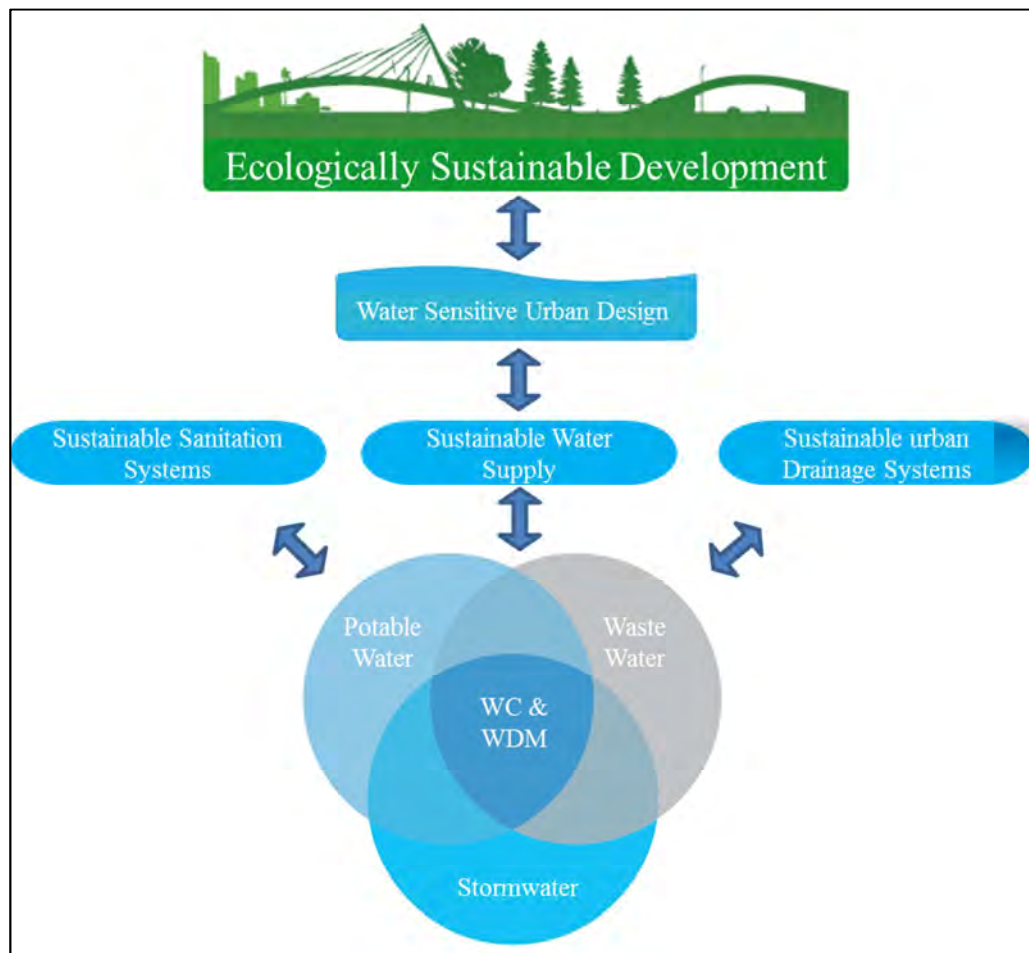 Ecologically Sustainable Development
Water Sensitive Urban Design
Sustainable Sanitation
Systems
Sustainable Water
Supply
Sustainable urban
Drainage Systems
Potable
Water
Waste
Water
WC &
WDM
Stormwater